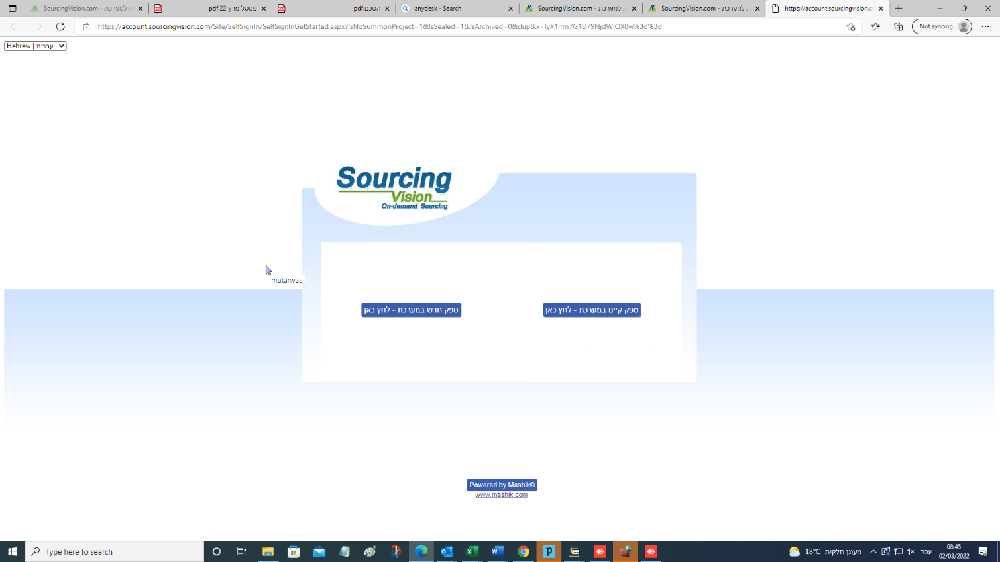 SourcingVision.com - ת למערכת
פסטל מרץ 22.pdf
הסכם.pdf
anydesk - Search
SourcingVision.com - ת למערכת
SourcingVision.com - ת למערכת
https://account.sourcingvision.c
https://account.sourcingvision.com/Site/SelfSignIn/SelfSignInGetStarted.aspx?IsNoSummonProject=1&IsSealed=1&IsArchived=0&dup&x=IyX1Irm7G1U79NjdWIOX8w%3d%3d
Not syncing
Hebrew | עברית
Sourcing
Vision
On-demand Sourcing
matanyaa
ספק קיים במערכת - לחץ כאן
ספק חדש במערכת - לחץ כאן
Powered by Mashik®
www.mashik.com
Type here to search
18°C מעונן חלקית
עבר
08:45
02/03/2022